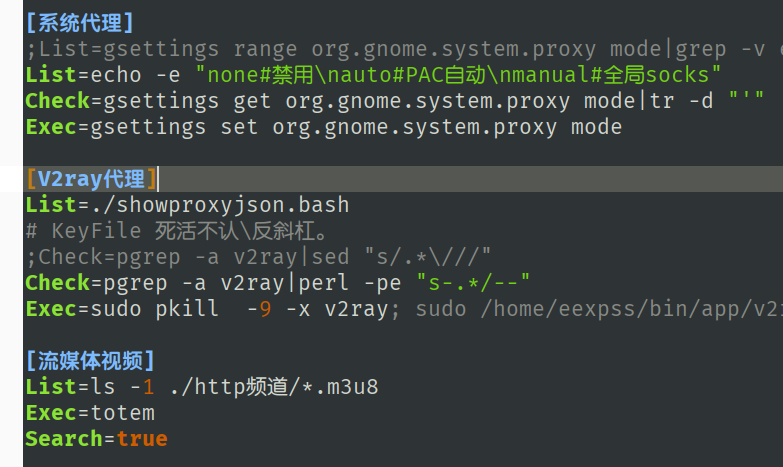 [系统代理]
;List=gsettings range org.gnome.system.proxy mode|grep -v
List=echo -e "none#禁用\nauto#PAC自动\nmanual#全局socks"
Check=gsettings get org.gnome.system.proxy mode|tr -d "'"
Exec=gsettings set org.gnome.system.proxy mode
[V2ray代理]
List=./showproxyjson.bash
# KeyFile 死活不认\反斜杠。
;Check=pgrep -a v2ray|sed "s/.*\///"
Check=pgrep -a v2ray|perl -pe "s-.*/--"
Exec=sudo pkill  -9 -x v2ray; sudo /home/eexpss/bin/app/v2
[流媒体视频]
List=ls -1 ./http频道/*.m3u8
Exec=totem
Search=true